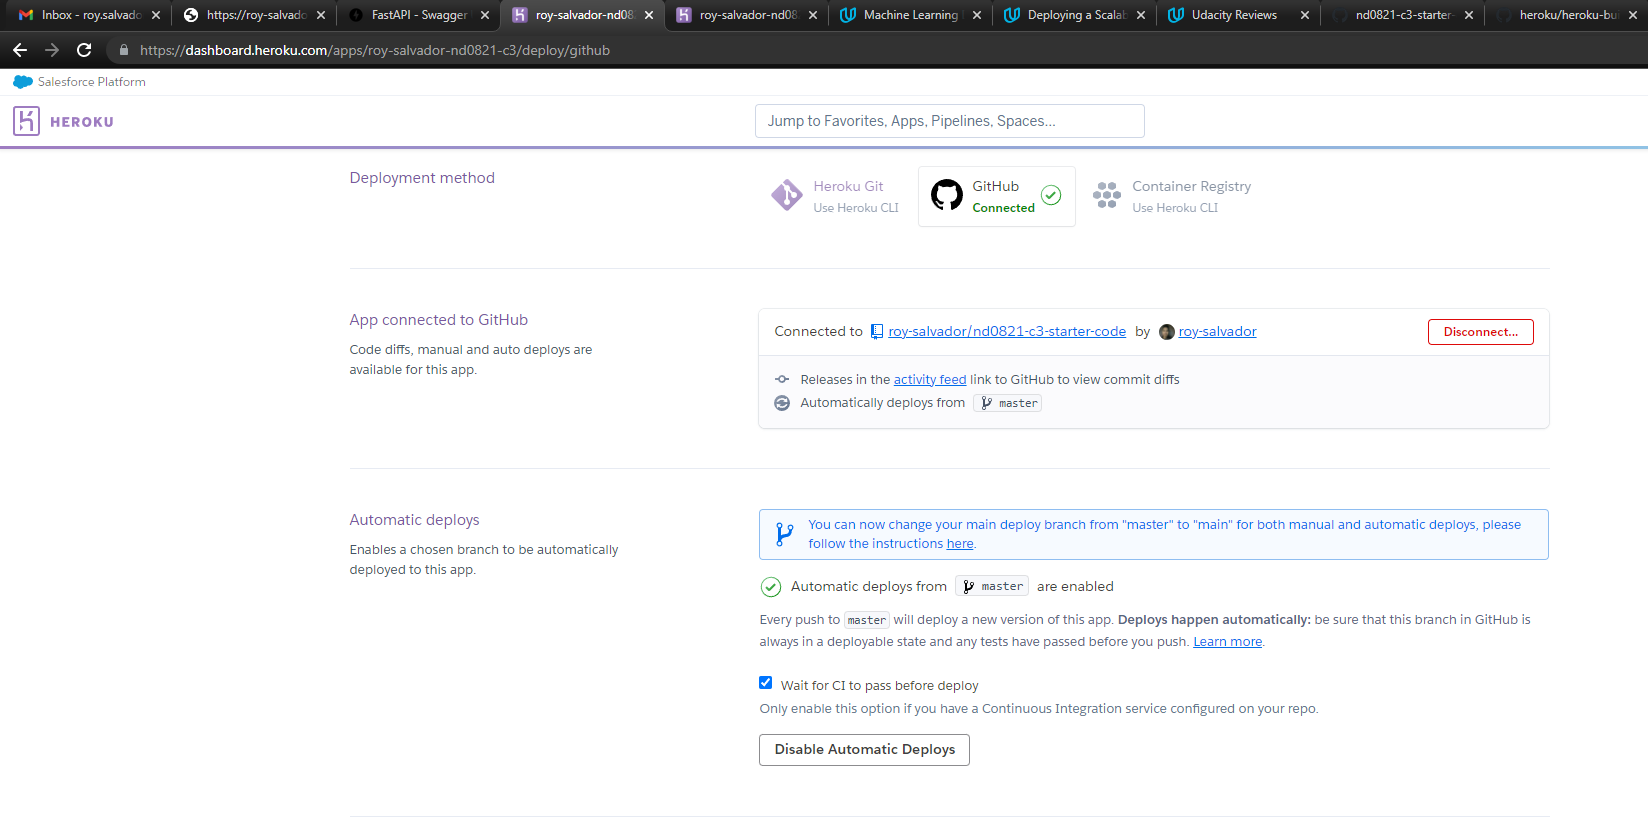 Inbox - roy.salvado
https://roy-salvado
FastAPI - Swagger
roy-salvador-nd08
roy-salvador-nd08
Machine Learning
Deploying a Scalab
Udacity Reviews
nd0821-c3-starter-
heroku/heroku-bui
https://dashboard.heroku.com/apps/roy-salvador-nd0821-c3/deploy/github
Salesforce Platform
HEROKU
Jump to Favorites, Apps, Pipelines, Spaces...
Deployment method
Heroku Git
Use Heroku CLI
GitHub
Connected
Container Registry
Use Heroku CLI
App connected to GitHub
Code diffs, manual and auto deploys are
available for this app.
Connected to roy-salvador/nd0821-c3-starter-code by roy-salvador
Disconnect...
Releases in the activity feed link to GitHub to view commit diffs
Automatically deploys from master
Automatic deploys
Enables a chosen branch to be automatically
deployed to this app.
You can now change your main deploy branch from "master" to "main" for both manual and automatic deploys, please
follow the instructions here.
Automatic deploys from master are enabled
Every push to master will deploy a new version of this app. Deploys happen automatically: be sure that this branch in GitHub is
always in a deployable state and any tests have passed before you push. Learn more.
Wait for CI to pass before deploy
Only enable this option if you have a Continuous Integration service configured on your repo.
Disable Automatic Deploys